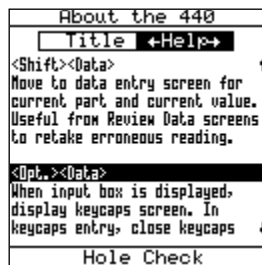 About the 440
Title ←Help→
<Shift><Data>
Move to data entry screen for
current part and current value.
Useful from Review Data screens
to retake erroneous reading.
<Opt.><Data>
When input box is displayed,
display keycaps screen. In
keycaps entry, close keycaps
Hole Check